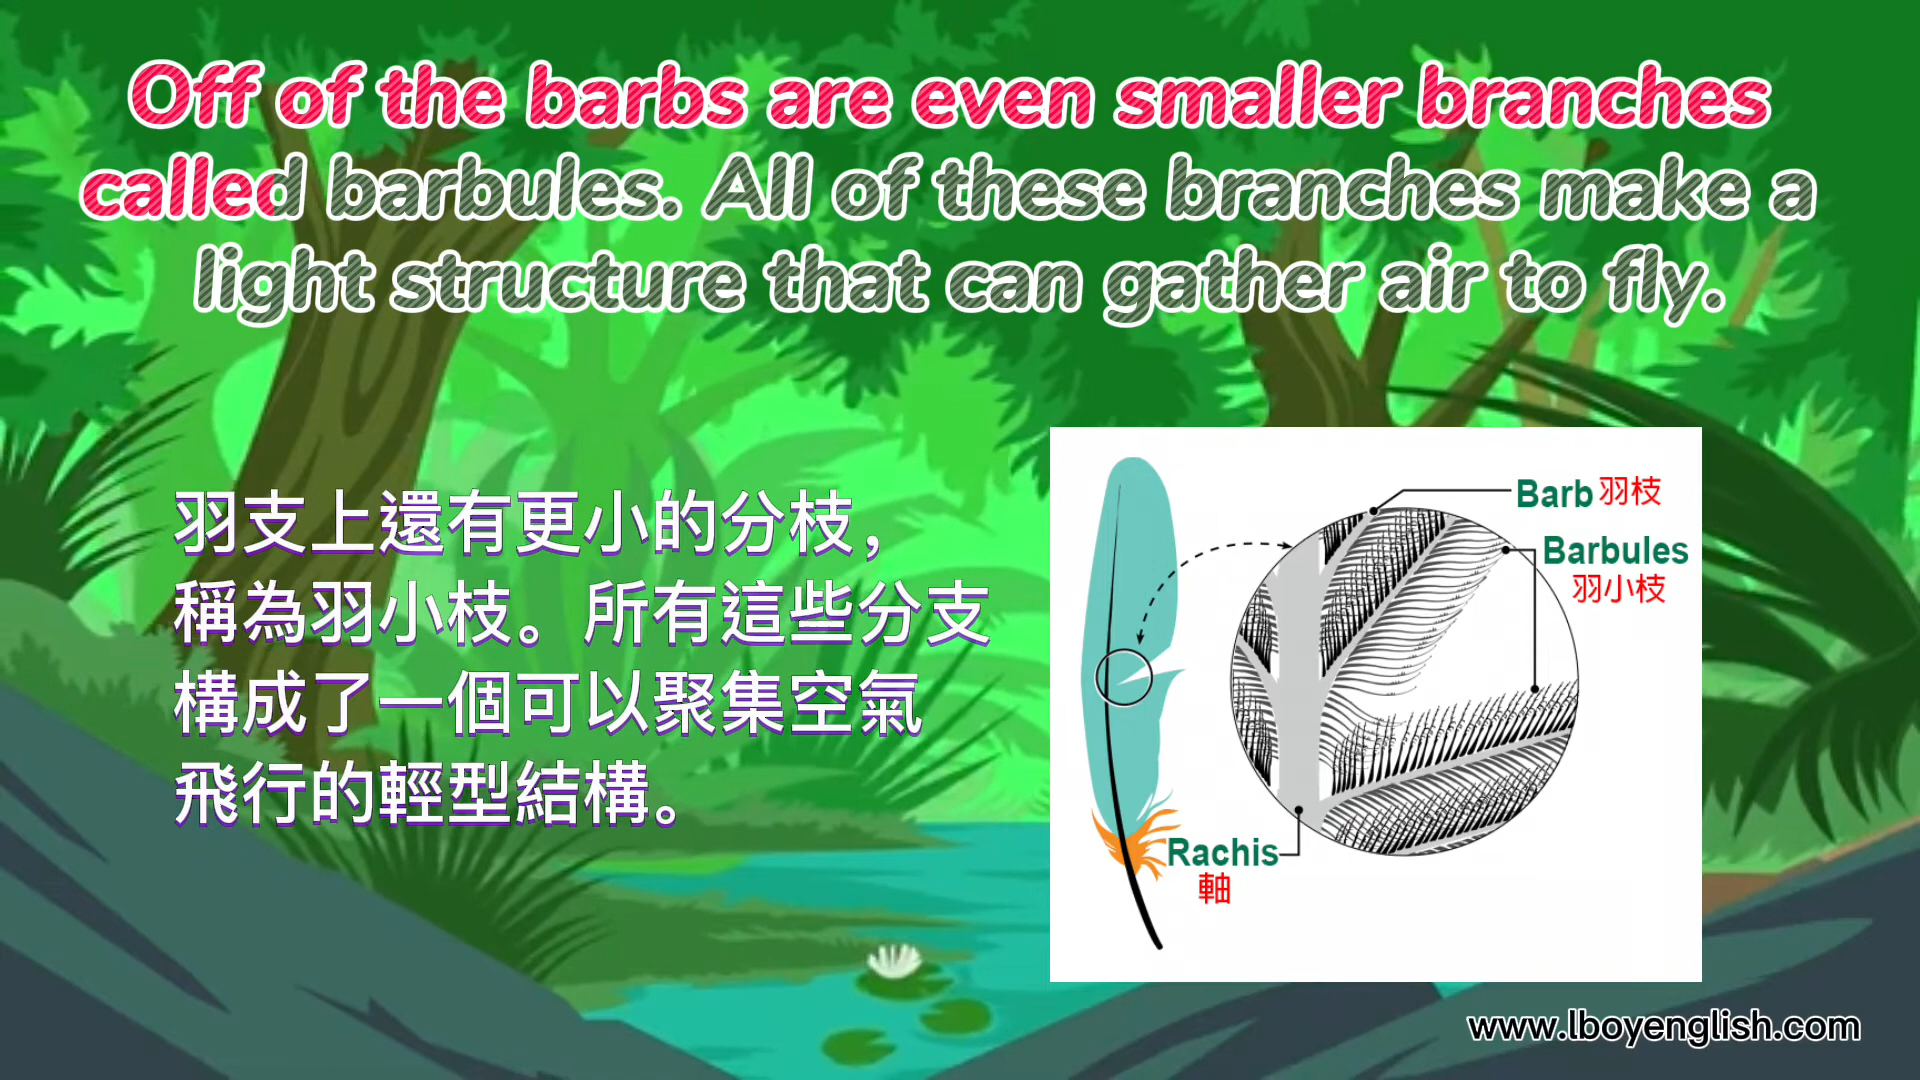 Off of the barbs are even smaller branches
called barbules. All of these branches make a
light structure that can gather air to fly.
羽支上還有更小的分枝，
稱為羽小枝。所有這些分支
構成了一個可以聚集空氣
飛行的輕型結構。
Barb 羽枝
Barbules
羽小枝
Rachis
軸
www.lboyenglish.com